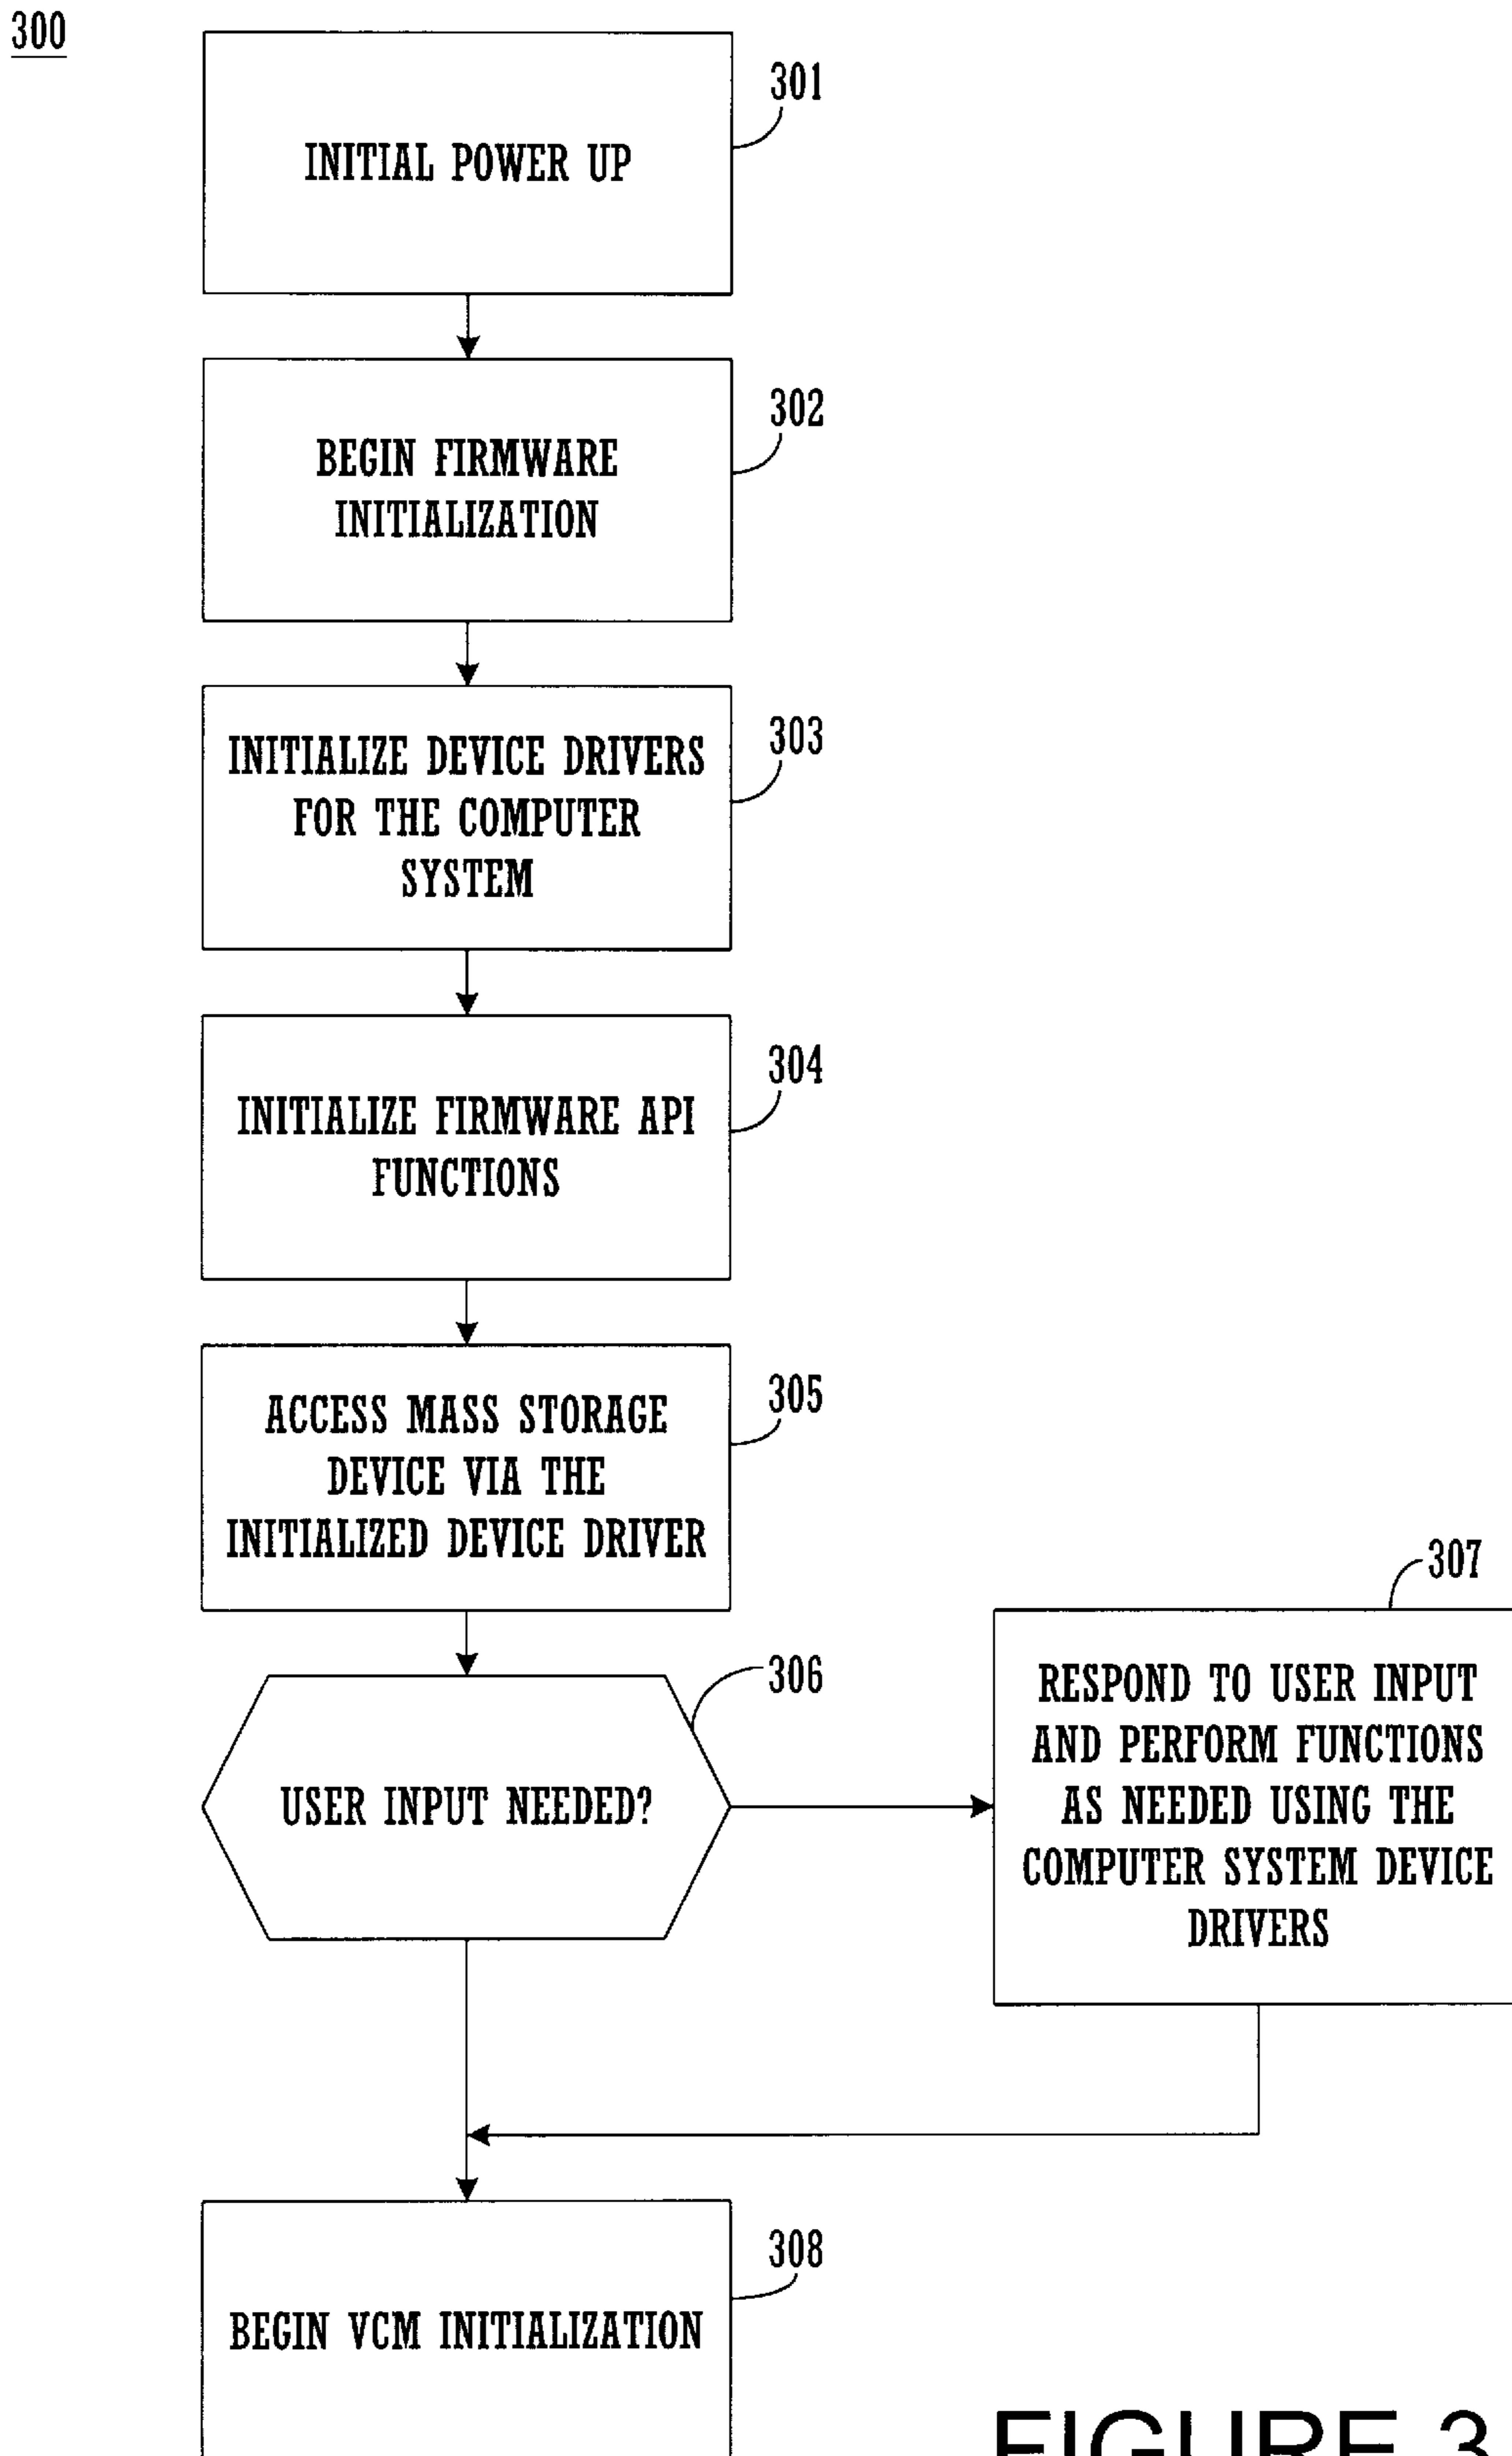 300
301
INITIAL POWER UP
302
BEGIN FIRMWARE
INITIALIZATION
303
INITIALIZE DEVICE DRIVERS
FOR THE COMPUTER
SYSTEM
304
INITIALIZE FIRMWARE API
FUNCTIONS
305
ACCESS MASS STORAGE
DEVICE VIA THE
INITIALIZED DEVICE DRIVER
306
USER INPUT NEEDED?
307
RESPOND TO USER INPUT
AND PERFORM FUNCTIONS
AS NEEDED USING THE
COMPUTER SYSTEM DEVICE
DRIVERS
308
BEGIN VCM INITIALIZATION
FIGURE 3